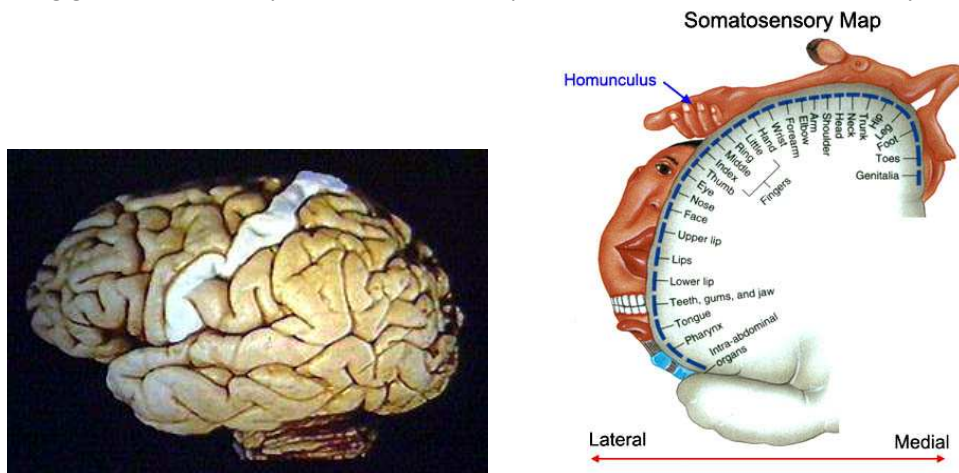 Somatosensory Map
Homunculus
Genitalia
Toes
Foot
Leg
Hip
Trunk
Neck
Head
Shoulder
Arm
Elbow
Forearm
Wrist
Hand
Little
Ring
Middle
Index
Thumb
Fingers
Eye
Nose
Face
Upper lip
Lips
Lower lip
Teeth, gums, and jaw
Tongue
Pharynx
Intra-abdominal
organs
Lateral
Medial